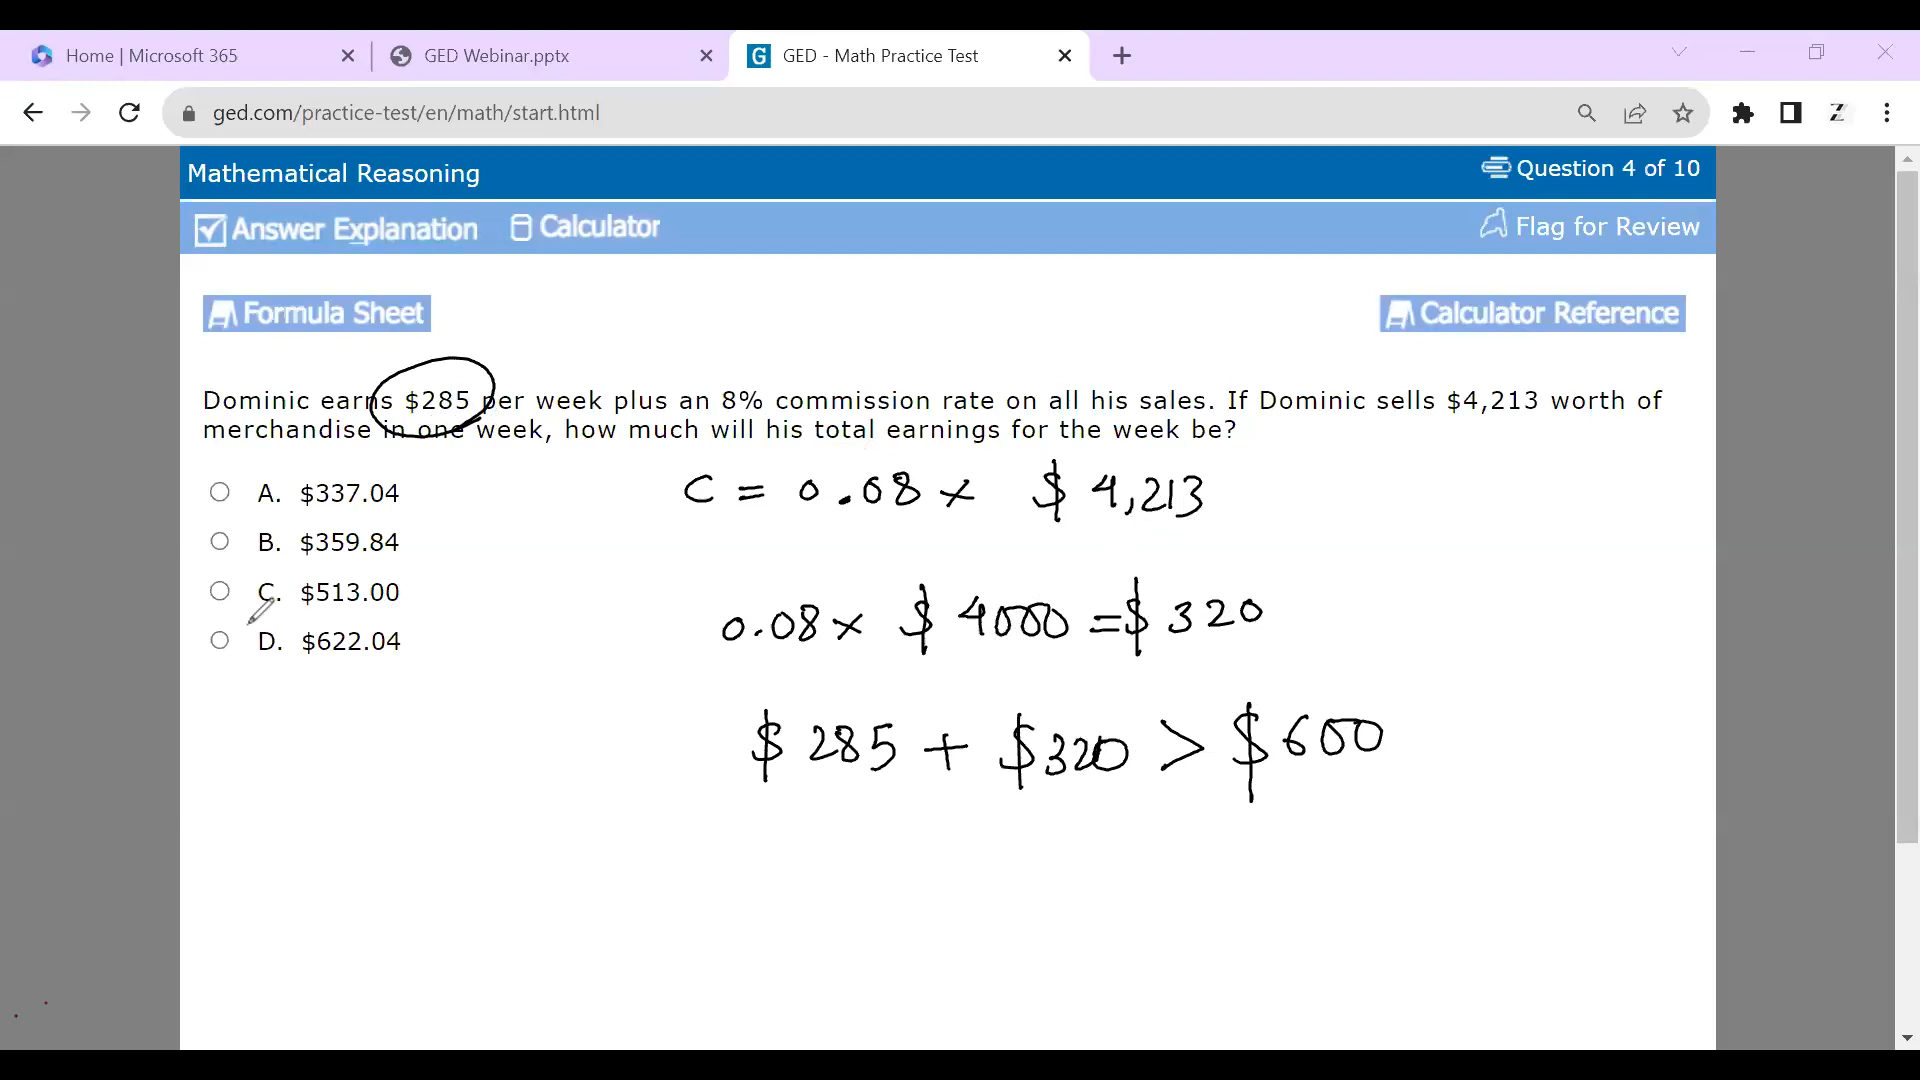 Home | Microsoft 365
GED Webinar.pptx
GED - Math Practice Test
ged.com/practice-test/en/math/start.html
Mathematical Reasoning
Question 4 of 10
Answer Explanation
Calculator
Flag for Review
Formula Sheet
Calculator Reference
Dominic earns $285 per week plus an 8% commission rate on all his sales. If Dominic sells $4,213 worth of
merchandise in one week, how much will his total earnings for the week be?
A. $337.04
B. $359.84
C. $513.00
D. $622.04
C = 0.08 × $ 4,213
0.08 × $ 4000 = $ 320
$ 285 + $320 > $ 600